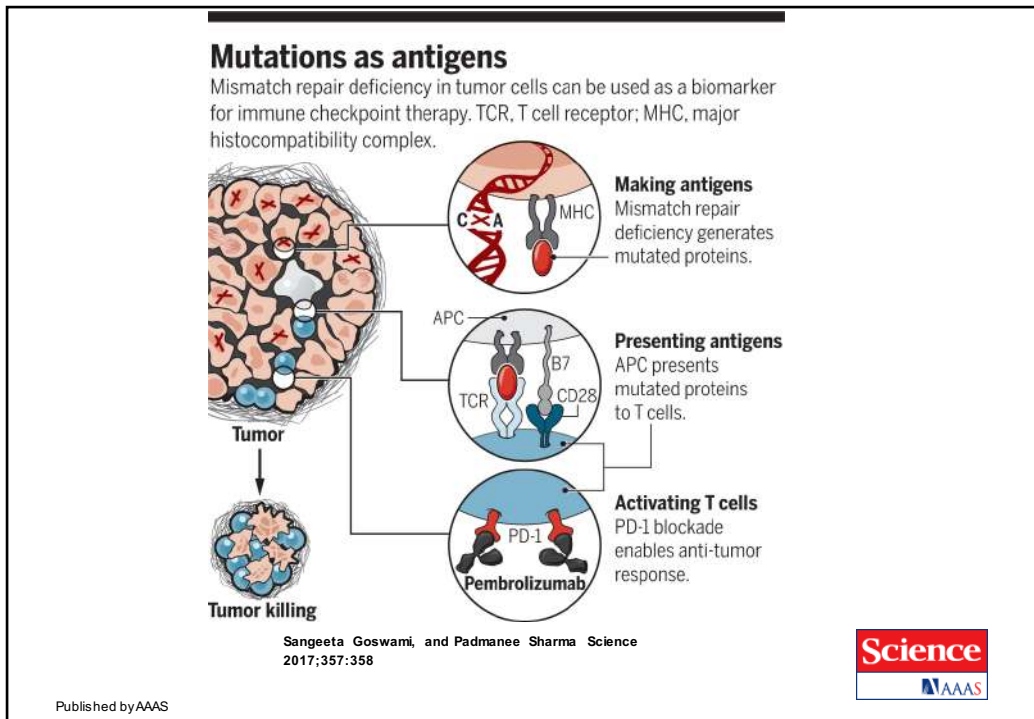 Mutations as antigens
Mismatch repair deficiency in tumor cells can be used as a biomarker
for immune checkpoint therapy. TCR, T cell receptor; MHC, major
histocompatibility complex.
C
A
MHC
Making antigens
Mismatch repair
deficiency generates
mutated proteins.
APC
B7
TCR
CD28
Presenting antigens
APC presents
mutated proteins
to T cells.
Tumor
PD-1
Pembrolizumab
Activating T cells
PD-1 blockade
enables anti-tumor
response.
Tumor killing
Sangeeta Goswami, and Padmanee Sharma Science
2017;357:358
Science
AAAS
Published by AAAS